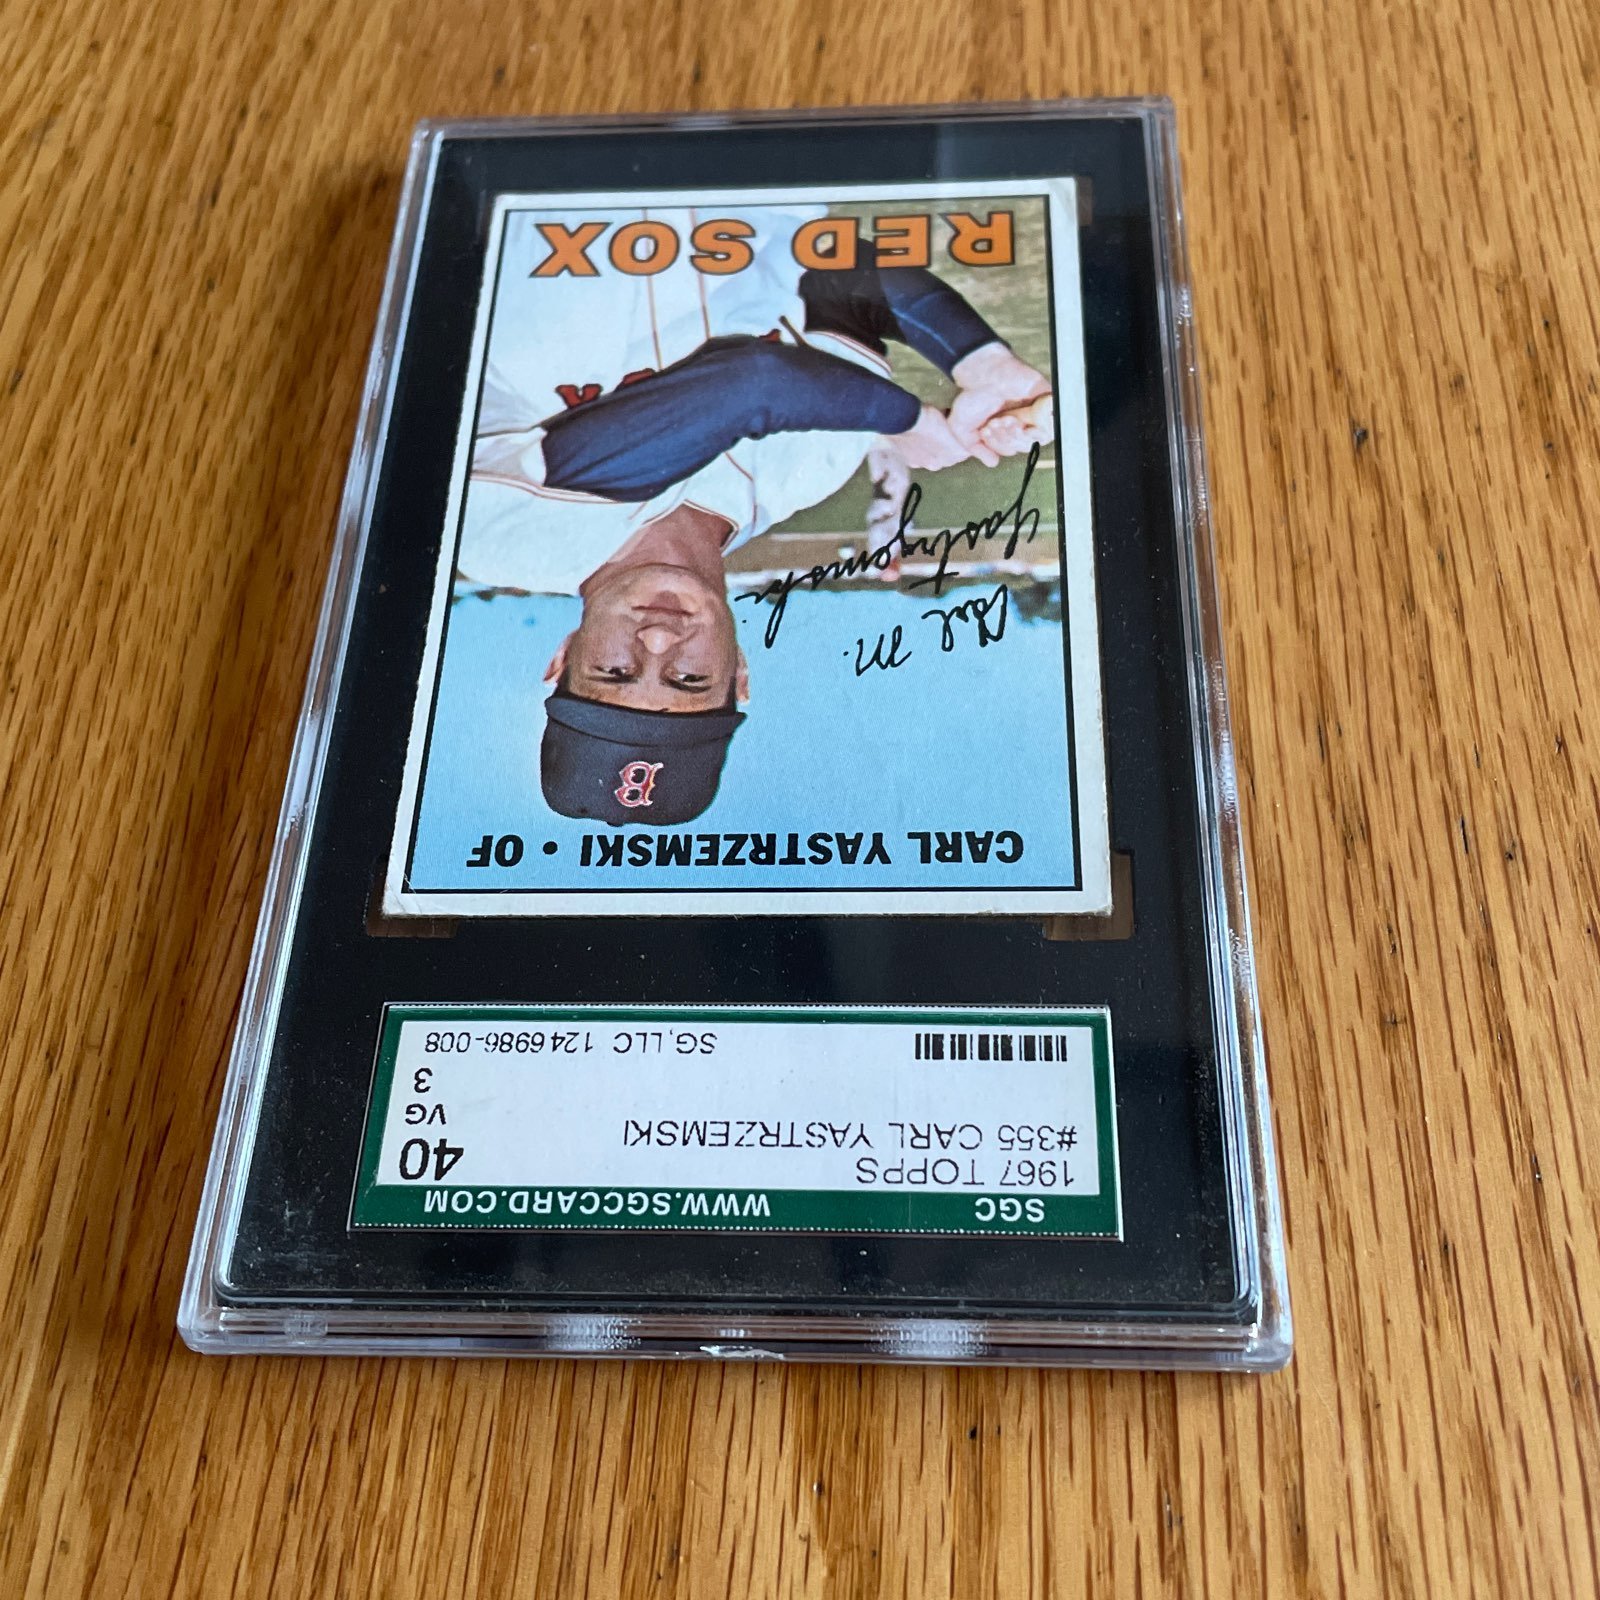 SGC WWW.SGCCARD.COM
1967 TOPPS 40
#355 CARL YASTRZEMSKI VG
3
SG,LLC 1246986-008
CARL YASTRZEMSKI • OF
B
Carl M.
Yastrzemski
RED SOX